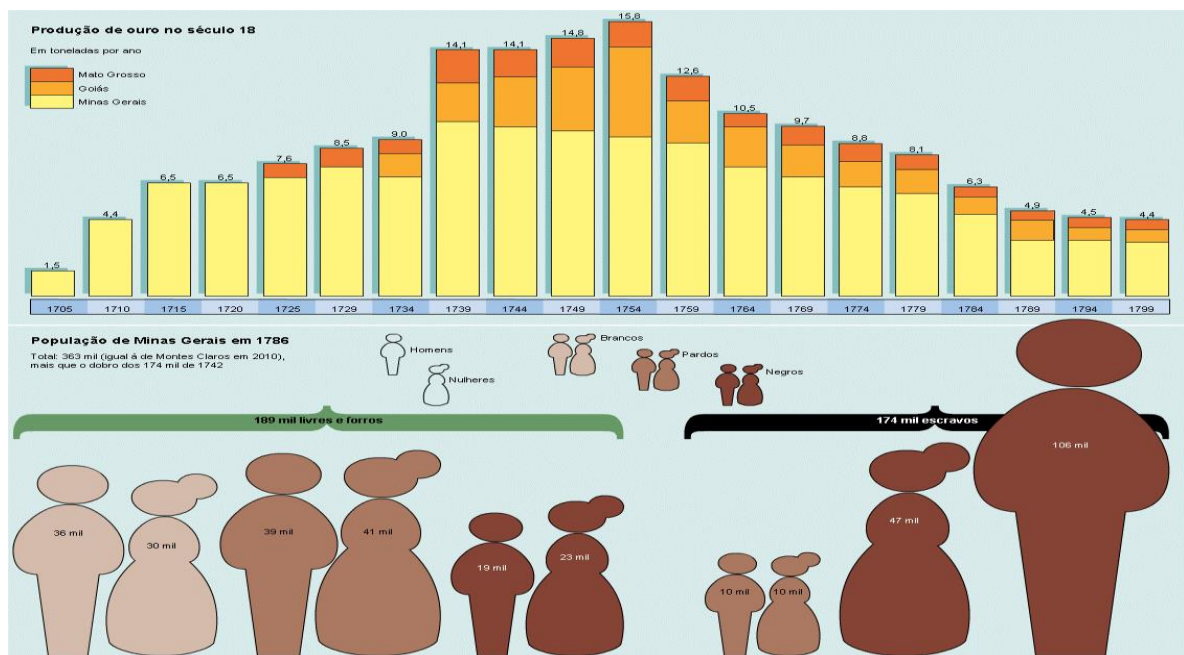 Produção de ouro no século 18
Em toneladas por ano
Mato Grosso
Goiás
Minas Gerais
1,5
4,4
6,5
6,5
7,6
8,5
9,0
14,1
14,1
14,8
15,8
12,6
10,5
9,7
8,8
8,1
6,3
4,9
4,5
4,4
1705
1710
1715
1720
1725
1729
1734
1739
1744
1749
1754
1759
1764
1769
1774
1779
1784
1789
1794
1799
População de Minas Gerais em 1786
Total: 363 mil (igual á de Montes Claros em 2010),
mais que o dobro dos 174 mil de 1742
Homens
Nulheres
Brancos
Pardos
Negros
189 mil livres e forros
174 mil escravos
36 mil
30 mil
39 mil
41 mil
19 mil
23 mil
10 mil
10 mil
47 mil
106 mil